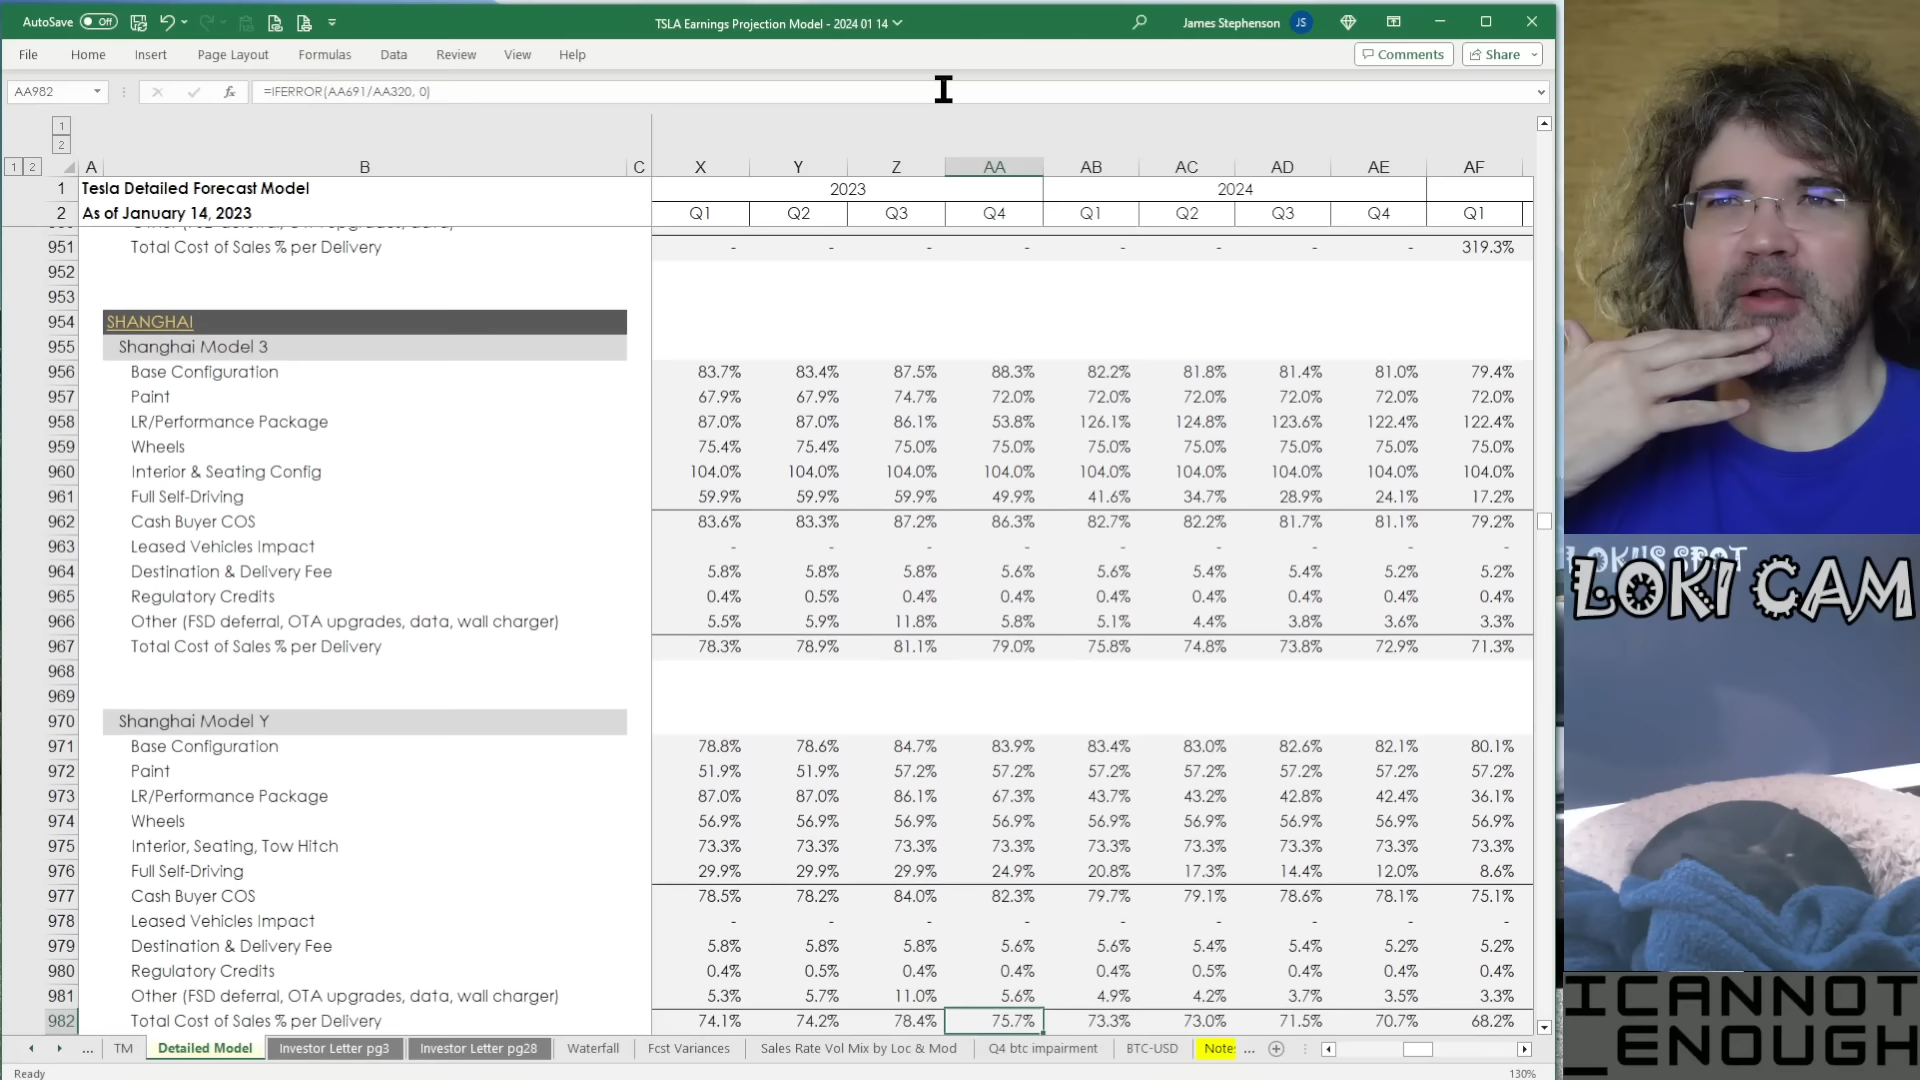 AutoSave Off
TSLA Earnings Projection Model - 2024 01 14
James Stephenson JS
File Home Insert Page Layout Formulas Data Review View Help
Comments Share
AA982 fx =IFERROR(AA691/AA320, 0)
1
2
1 2 A B C X Y Z AA AB AC AD AE AF
1 Tesla Detailed Forecast Model 2023 2024
2 As of January 14, 2023 Q1 Q2 Q3 Q4 Q1 Q2 Q3 Q4 Q1
951 Total Cost of Sales % per Delivery - - - - - - - - 319.3%
952
953
954 SHANGHAI
955 Shanghai Model 3
956 Base Configuration 83.7% 83.4% 87.5% 88.3% 82.2% 81.8% 81.4% 81.0% 79.4%
957 Paint 67.9% 67.9% 74.7% 72.0% 72.0% 72.0% 72.0% 72.0% 72.0%
958 LR/Performance Package 87.0% 87.0% 86.1% 53.8% 126.1% 124.8% 123.6% 122.4% 122.4%
959 Wheels 75.4% 75.4% 75.0% 75.0% 75.0% 75.0% 75.0% 75.0% 75.0%
960 Interior & Seating Config 104.0% 104.0% 104.0% 104.0% 104.0% 104.0% 104.0% 104.0% 104.0%
961 Full Self-Driving 59.9% 59.9% 59.9% 49.9% 41.6% 34.7% 28.9% 24.1% 17.2%
962 Cash Buyer COS 83.6% 83.3% 87.2% 86.3% 82.7% 82.2% 81.7% 81.1% 79.2%
963 Leased Vehicles Impact - - - - - - - - -
964 Destination & Delivery Fee 5.8% 5.8% 5.8% 5.6% 5.6% 5.4% 5.4% 5.2% 5.2%
965 Regulatory Credits 0.4% 0.5% 0.4% 0.4% 0.4% 0.4% 0.4% 0.4% 0.4%
966 Other (FSD deferral, OTA upgrades, data, wall charger) 5.5% 5.9% 11.8% 5.8% 5.1% 4.4% 3.8% 3.6% 3.3%
967 Total Cost of Sales % per Delivery 78.3% 78.9% 81.1% 79.0% 75.8% 74.8% 73.8% 72.9% 71.3%
968
969
970 Shanghai Model Y
971 Base Configuration 78.8% 78.6% 84.7% 83.9% 83.4% 83.0% 82.6% 82.1% 80.1%
972 Paint 51.9% 51.9% 57.2% 57.2% 57.2% 57.2% 57.2% 57.2% 57.2%
973 LR/Performance Package 87.0% 87.0% 86.1% 67.3% 43.7% 43.2% 42.8% 42.4% 36.1%
974 Wheels 56.9% 56.9% 56.9% 56.9% 56.9% 56.9% 56.9% 56.9% 56.9%
975 Interior, Seating, Tow Hitch 73.3% 73.3% 73.3% 73.3% 73.3% 73.3% 73.3% 73.3% 73.3%
976 Full Self-Driving 29.9% 29.9% 29.9% 24.9% 20.8% 17.3% 14.4% 12.0% 8.6%
977 Cash Buyer COS 78.5% 78.2% 84.0% 82.3% 79.7% 79.1% 78.6% 78.1% 75.1%
978 Leased Vehicles Impact - - - - - - - - -
979 Destination & Delivery Fee 5.8% 5.8% 5.8% 5.6% 5.6% 5.4% 5.4% 5.2% 5.2%
980 Regulatory Credits 0.4% 0.5% 0.4% 0.4% 0.4% 0.5% 0.4% 0.4% 0.4%
981 Other (FSD deferral, OTA upgrades, data, wall charger) 5.3% 5.7% 11.0% 5.6% 4.9% 4.2% 3.7% 3.5% 3.3%
982 Total Cost of Sales % per Delivery 74.1% 74.2% 78.4% 75.7% 73.3% 73.0% 71.5% 70.7% 68.2%
... TM Detailed Model Investor Letter pg3 Investor Letter pg28 Waterfall Fcst Variances Sales Rate Vol Mix by Loc & Mod Q4 btc impairment BTC-USD Notes ...
Ready 130%
LOKI CAM
ICANNOT
_ENOUGH